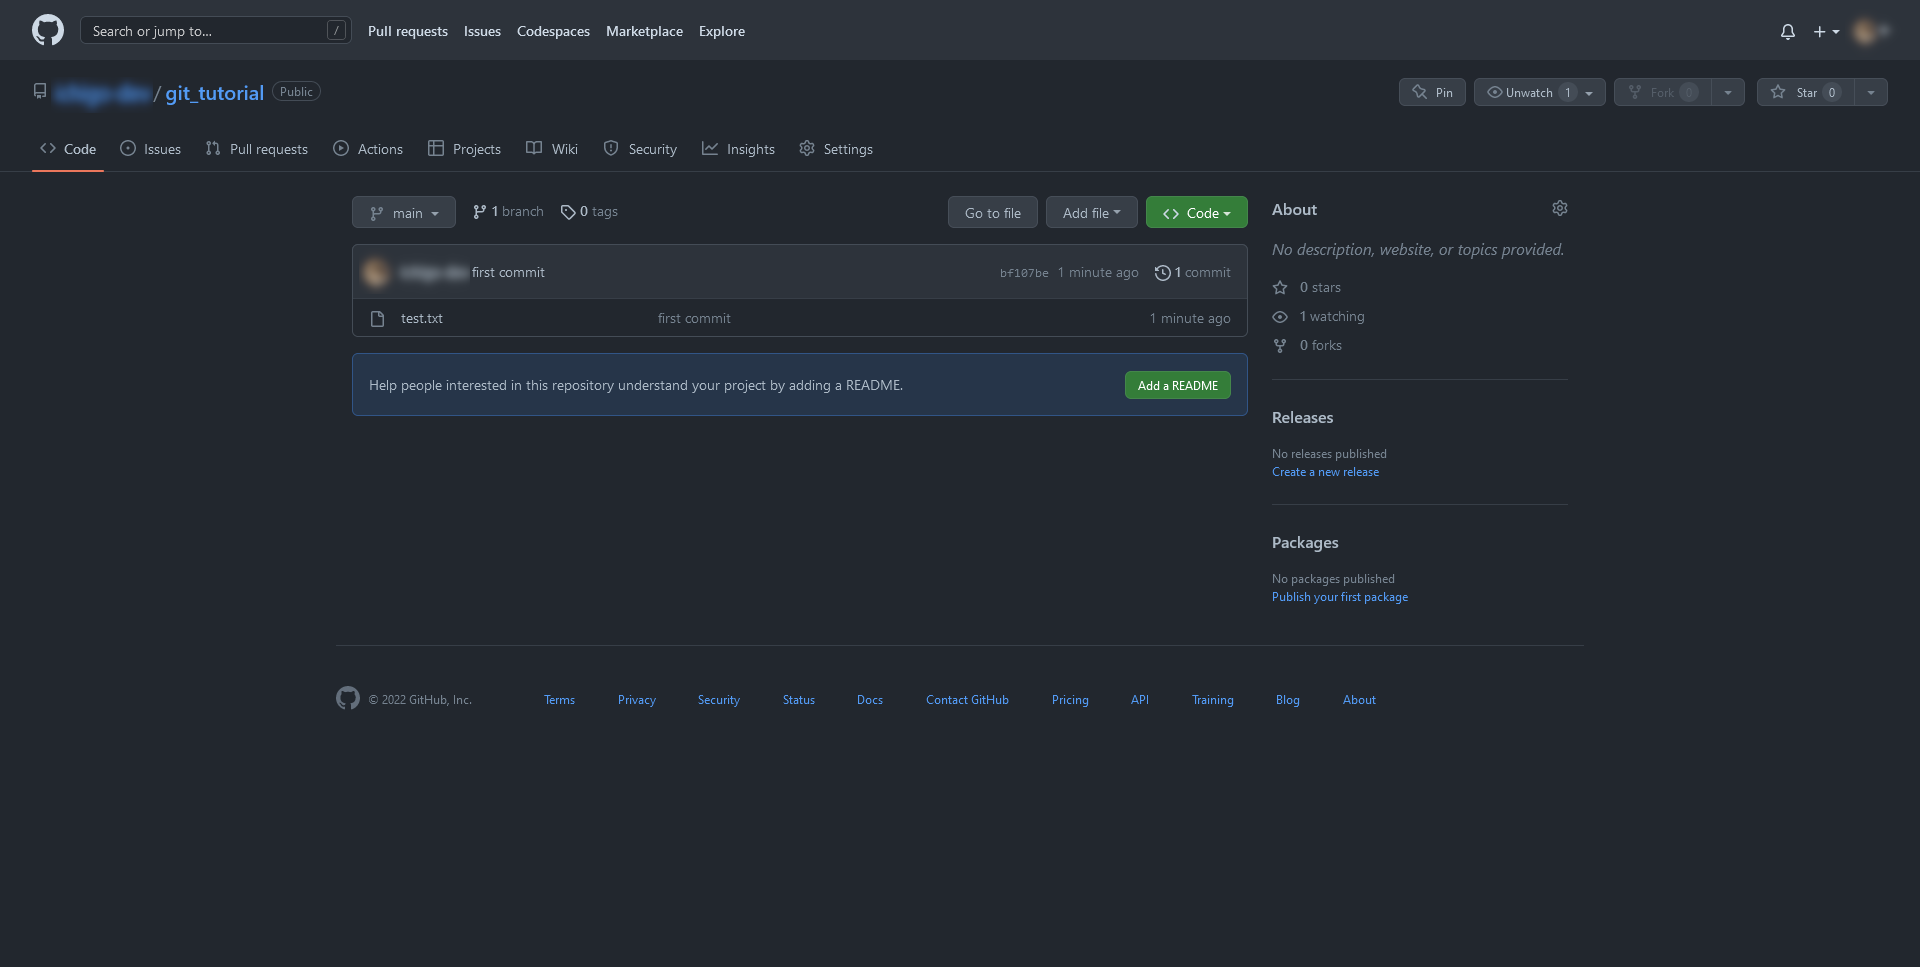 Search or jump to... /
Pull requests Issues Codespaces Marketplace Explore
/ git_tutorial Public
Pin Unwatch 1 Fork 0 Star 0
Code Issues Pull requests Actions Projects Wiki Security Insights Settings
main 1 branch 0 tags Go to file Add file Code
first commit bf107be 1 minute ago 1 commit
test.txt first commit 1 minute ago
Help people interested in this repository understand your project by adding a README. Add a README
About
No description, website, or topics provided.
0 stars
1 watching
0 forks
Releases
No releases published
Create a new release
Packages
No packages published
Publish your first package
© 2022 GitHub, Inc. Terms Privacy Security Status Docs Contact GitHub Pricing API Training Blog About